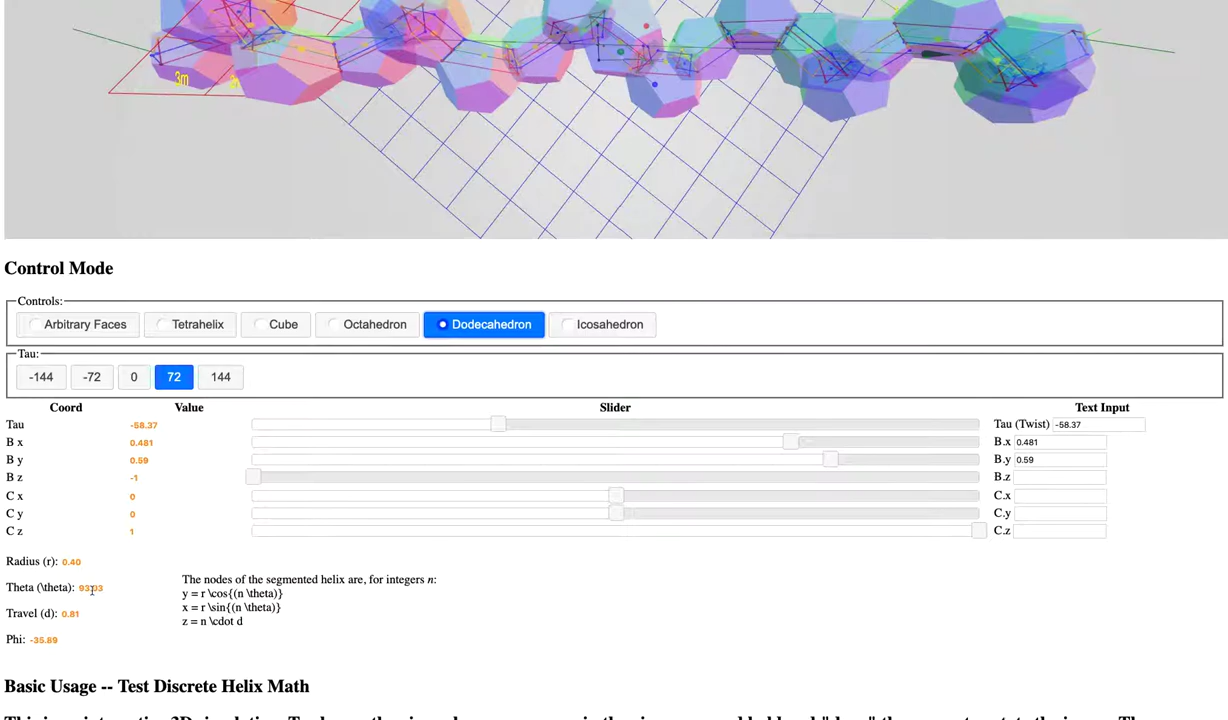 3m
Control Mode
Controls:
Arbitrary Faces Tetrahelix Cube Octahedron Dodecahedron Icosahedron
Tau:
-144 -72 0 72 144
Coord Value Slider Text Input
Tau -58.37 Tau (Twist) -58.37
B x 0.481 B.x 0.481
B y 0.59 B.y 0.59
B z -1 B.z
C x 0 C.x
C y 0 C.y
C z 1 C.z
Radius (r): 0.40
Theta (\theta): 93.93
Travel (d): 0.81
Phi: -35.89
The nodes of the segmented helix are, for integers n:
y = r \cos{(n \theta)}
x = r \sin{(n \theta)}
z = n \cdot d
Basic Usage -- Test Discrete Helix Math